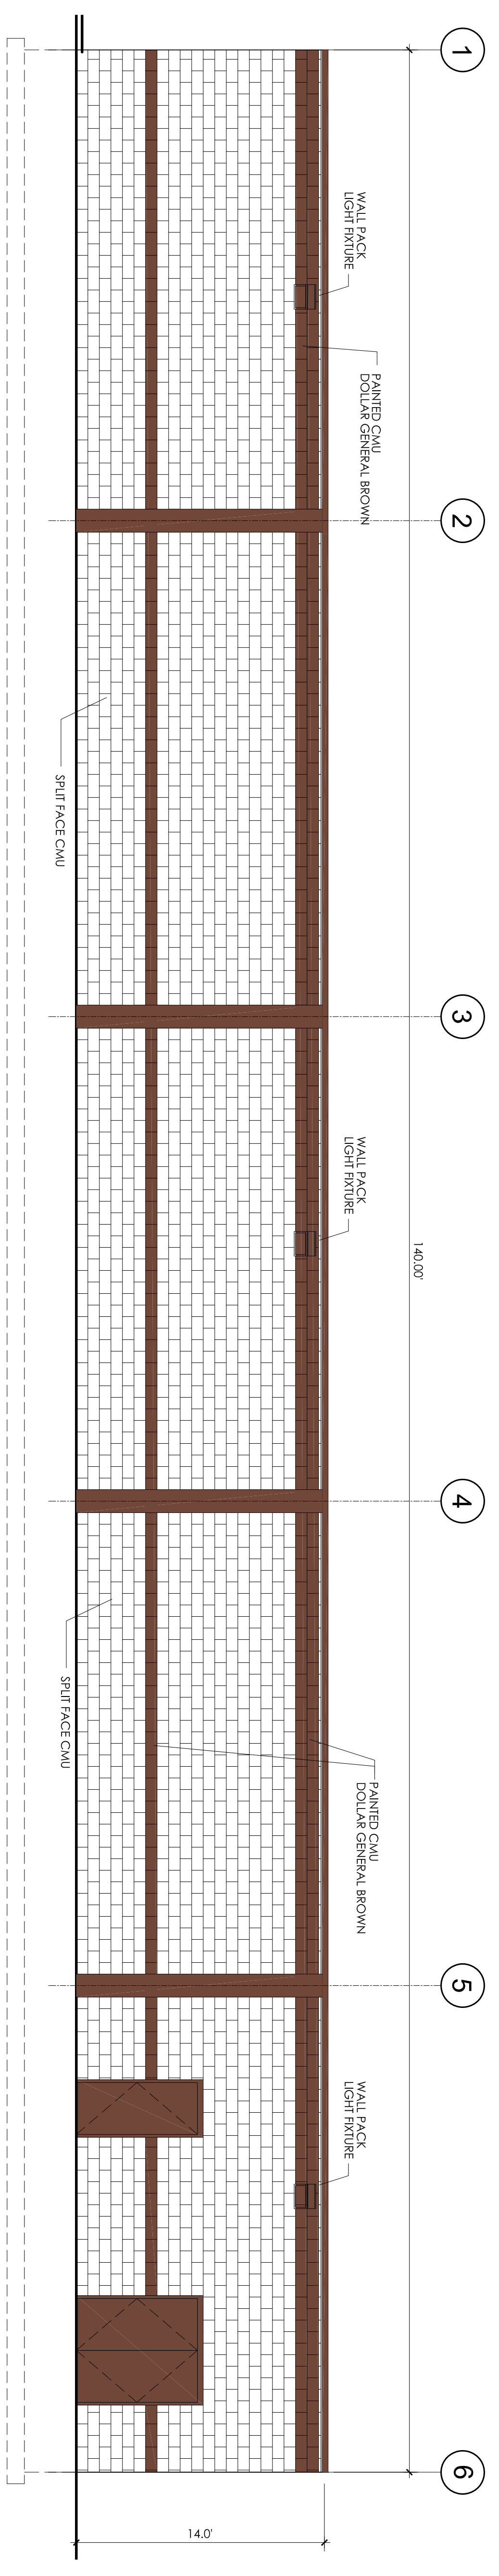 1
2
3
4
5
6
WALL PACK
LIGHT FIXTURE
PAINTED CMU
DOLLAR GENERAL BROWN
WALL PACK
LIGHT FIXTURE
140.00'
PAINTED CMU
DOLLAR GENERAL BROWN
WALL PACK
LIGHT FIXTURE
SPLIT FACE CMU
SPLIT FACE CMU
14.0'